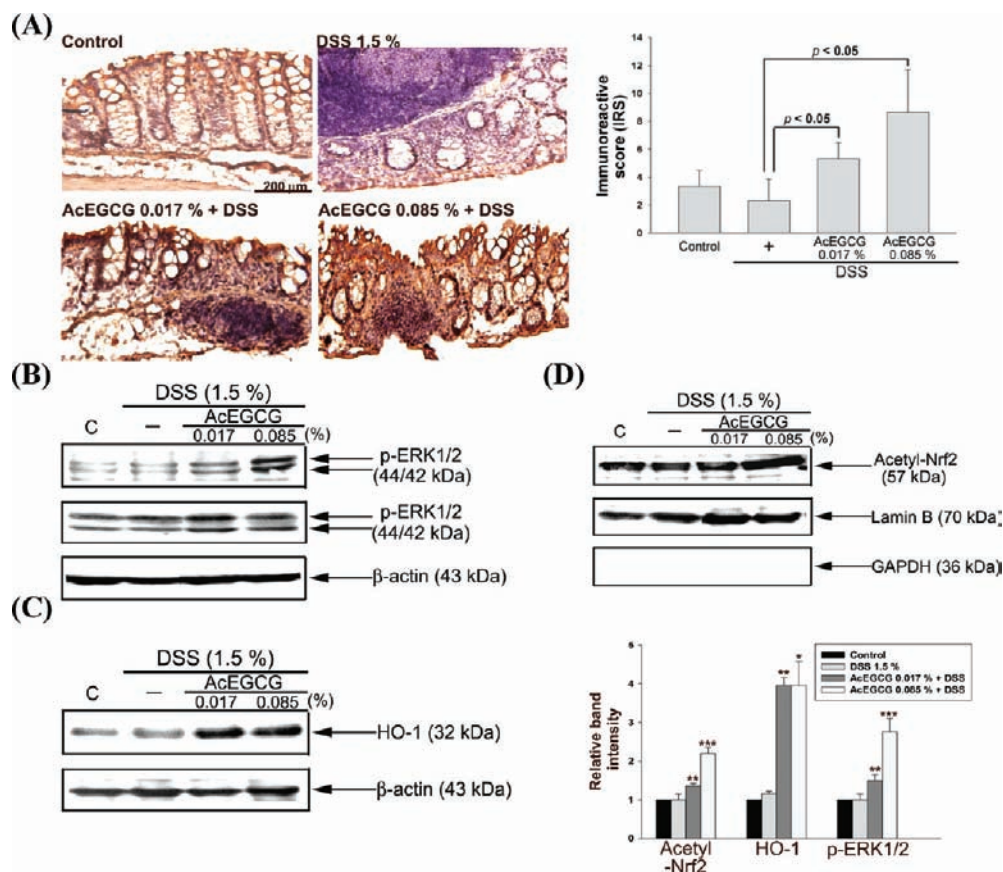 (A)
Control
DSS 1.5 %
200 µm
AcEGCG 0.017 % + DSS
AcEGCG 0.085 % + DSS
Immunoreactive
score (IRS)
14
12
10
8
6
4
2
0
p < 0.05
p < 0.05
Control
+
AcEGCG
0.017 %
AcEGCG
0.085 %
DSS
(B)
DSS (1.5 %)
AcEGCG
C
–
0.017
0.085
(%)
p-ERK1/2
(44/42 kDa)
p-ERK1/2
(44/42 kDa)
β-actin (43 kDa)
(D)
DSS (1.5 %)
AcEGCG
C
–
0.017
0.085
(%)
Acetyl-Nrf2
(57 kDa)
Lamin B (70 kDa)
GAPDH (36 kDa)
(C)
DSS (1.5 %)
AcEGCG
C
–
0.017
0.085
(%)
HO-1 (32 kDa)
β-actin (43 kDa)
Relative band
intensity
5
4
3
2
1
0
Control
DSS 1.5 %
AcEGCG 0.017 % + DSS
AcEGCG 0.085 % + DSS
**
***
**
*
**
***
Acetyl
-Nrf2
HO-1
p-ERK1/2